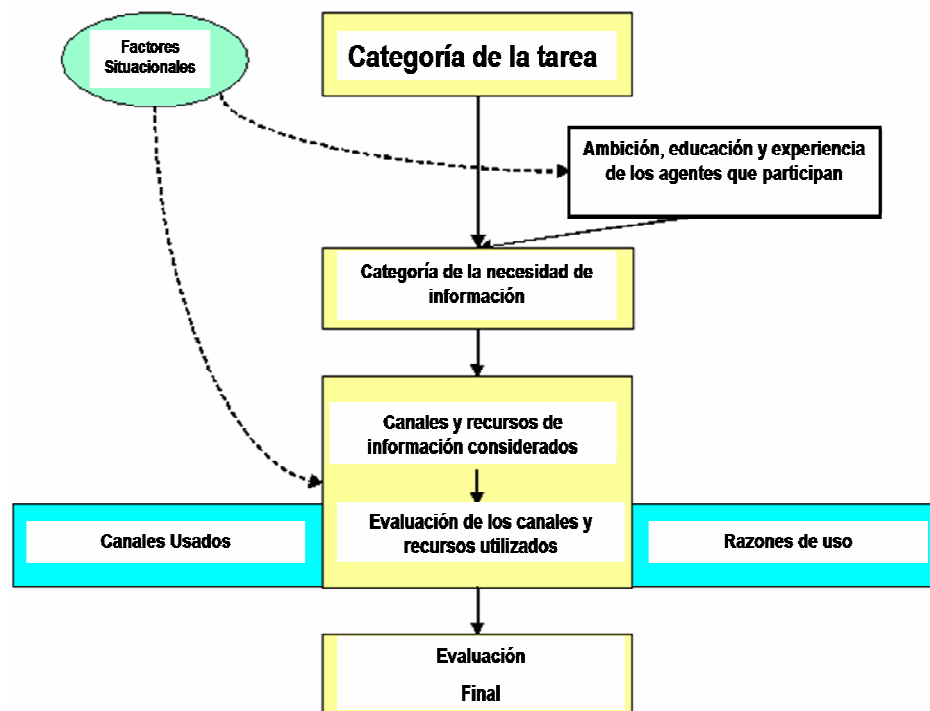 Factores
Situacionales
Categoría de la tarea
Ambición, educación y experiencia
de los agentes que participan
Categoría de la necesidad de
información
Canales y recursos de
información considerados
Canales Usados
Evaluación de los canales y
recursos utilizados
Razones de uso
Evaluación
Final